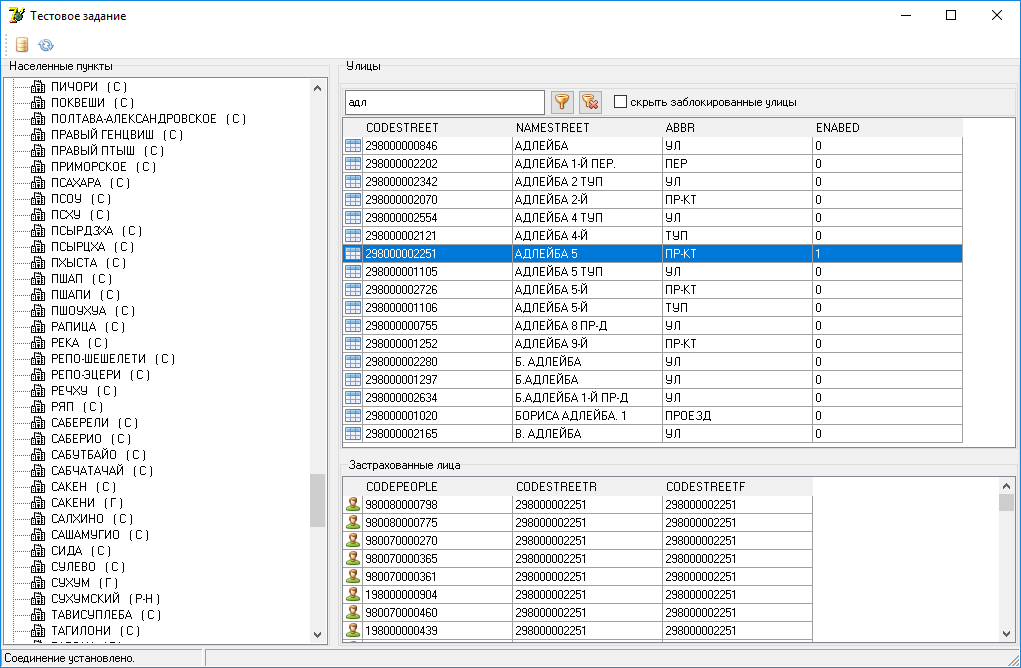 Тестовое задание
Населенные пункты
ПИЧОРИ (С)
ПОКВЕШИ (С)
ПОЛТАВА-АЛЕКСАНДРОВСКОЕ (С)
ПРАВЫЙ ГЕНЦВИШ (С)
ПРАВЫЙ ПТЫШ (С)
ПРИМОРСКОЕ (С)
ПСАХАРА (С)
ПСОУ (С)
ПСХУ (С)
ПСЫРДЗХА (С)
ПСЫРЦХА (С)
ПХЫСТА (С)
ПШАП (С)
ПШАПИ (С)
ПШОУХУА (С)
РАПИЦА (С)
РЕКА (С)
РЕПО-ШЕШЕЛЕТИ (С)
РЕПО-ЭЦЕРИ (С)
РЕЧХУ (С)
РЯП (С)
САБЕРЕЛИ (С)
САБЕРИО (С)
САБУТБАЙО (С)
САБЧАТАЧАЙ (С)
САКЕН (С)
САКЕНИ (Г)
САЛХИНО (С)
САШАМУГИО (С)
СИДА (С)
СУЛЕВО (С)
СУХУМ (Г)
СУХУМСКИЙ (Р-Н)
ТАВИСУПЛЕБА (С)
ТАГИЛОНИ (С)
Улицы
адл
скрыть заблокированные улицы
CODESTREET NAMESTREET ABBR ENABED
298000000846 АДЛЕЙБА УЛ 0
298000002202 АДЛЕЙБА 1-Й ПЕР. ПЕР 0
298000002342 АДЛЕЙБА 2 ТУП УЛ 0
298000002070 АДЛЕЙБА 2-Й ПР-КТ 0
298000002554 АДЛЕЙБА 4 ТУП УЛ 0
298000002121 АДЛЕЙБА 4-Й ТУП 0
298000002251 АДЛЕЙБА 5 ПР-КТ 1
298000001105 АДЛЕЙБА 5 ТУП УЛ 0
298000002726 АДЛЕЙБА 5-Й ПР-КТ 0
298000001106 АДЛЕЙБА 5-Й ТУП 0
298000000755 АДЛЕЙБА 8 ПР-Д УЛ 0
298000001252 АДЛЕЙБА 9-Й ПР-КТ 0
298000002280 Б. АДЛЕЙБА УЛ 0
298000001297 Б.АДЛЕЙБА УЛ 0
298000002634 Б.АДЛЕЙБА 1-Й ПР-Д УЛ 0
298000001020 БОРИСА АДЛЕЙБА. 1 ПРОЕЗД 0
298000002165 В. АДЛЕЙБА УЛ 0
Застрахованные лица
CODEPEOPLE CODESTREETR CODESTREETF
980080000798 298000002251 298000002251
980080000775 298000002251 298000002251
980070000270 298000002251 298000002251
980070000365 298000002251 298000002251
980070000361 298000002251 298000002251
198000000904 298000002251 298000002251
980070000460 298000002251 298000002251
198000000439 298000002251 298000002251
Соединение установлено.